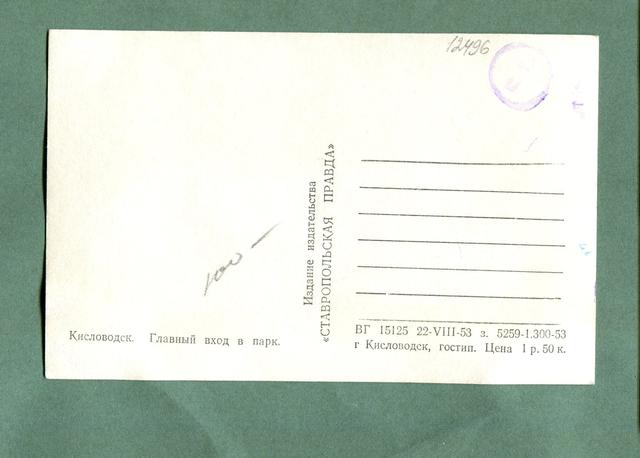 12496
Кисловодск. Главный вход в парк.
Издание издательства
«СТАВРОПОЛЬСКАЯ ПРАВДА»
100 —
ВГ 15125 22-VIII-53 з. 5259-1.300-53
г Кисловодск, гостип. Цена 1 р. 50 к.